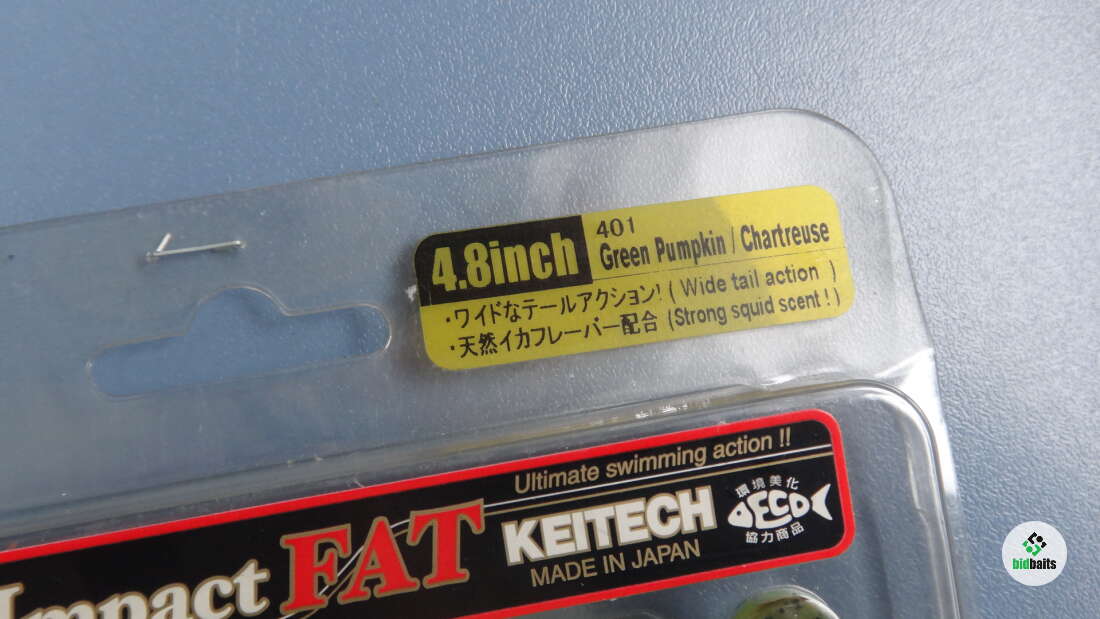 4.8inch
401
Green Pumpkin / Chartreuse
・ワイドなテールアクション! ( Wide tail action )
・天然イカフレーバー配合 (Strong squid scent ! )
Ultimate swimming action !!
Impact FAT KEITECH
MADE IN JAPAN
環境美化
ECO
協力商品
bidbaits